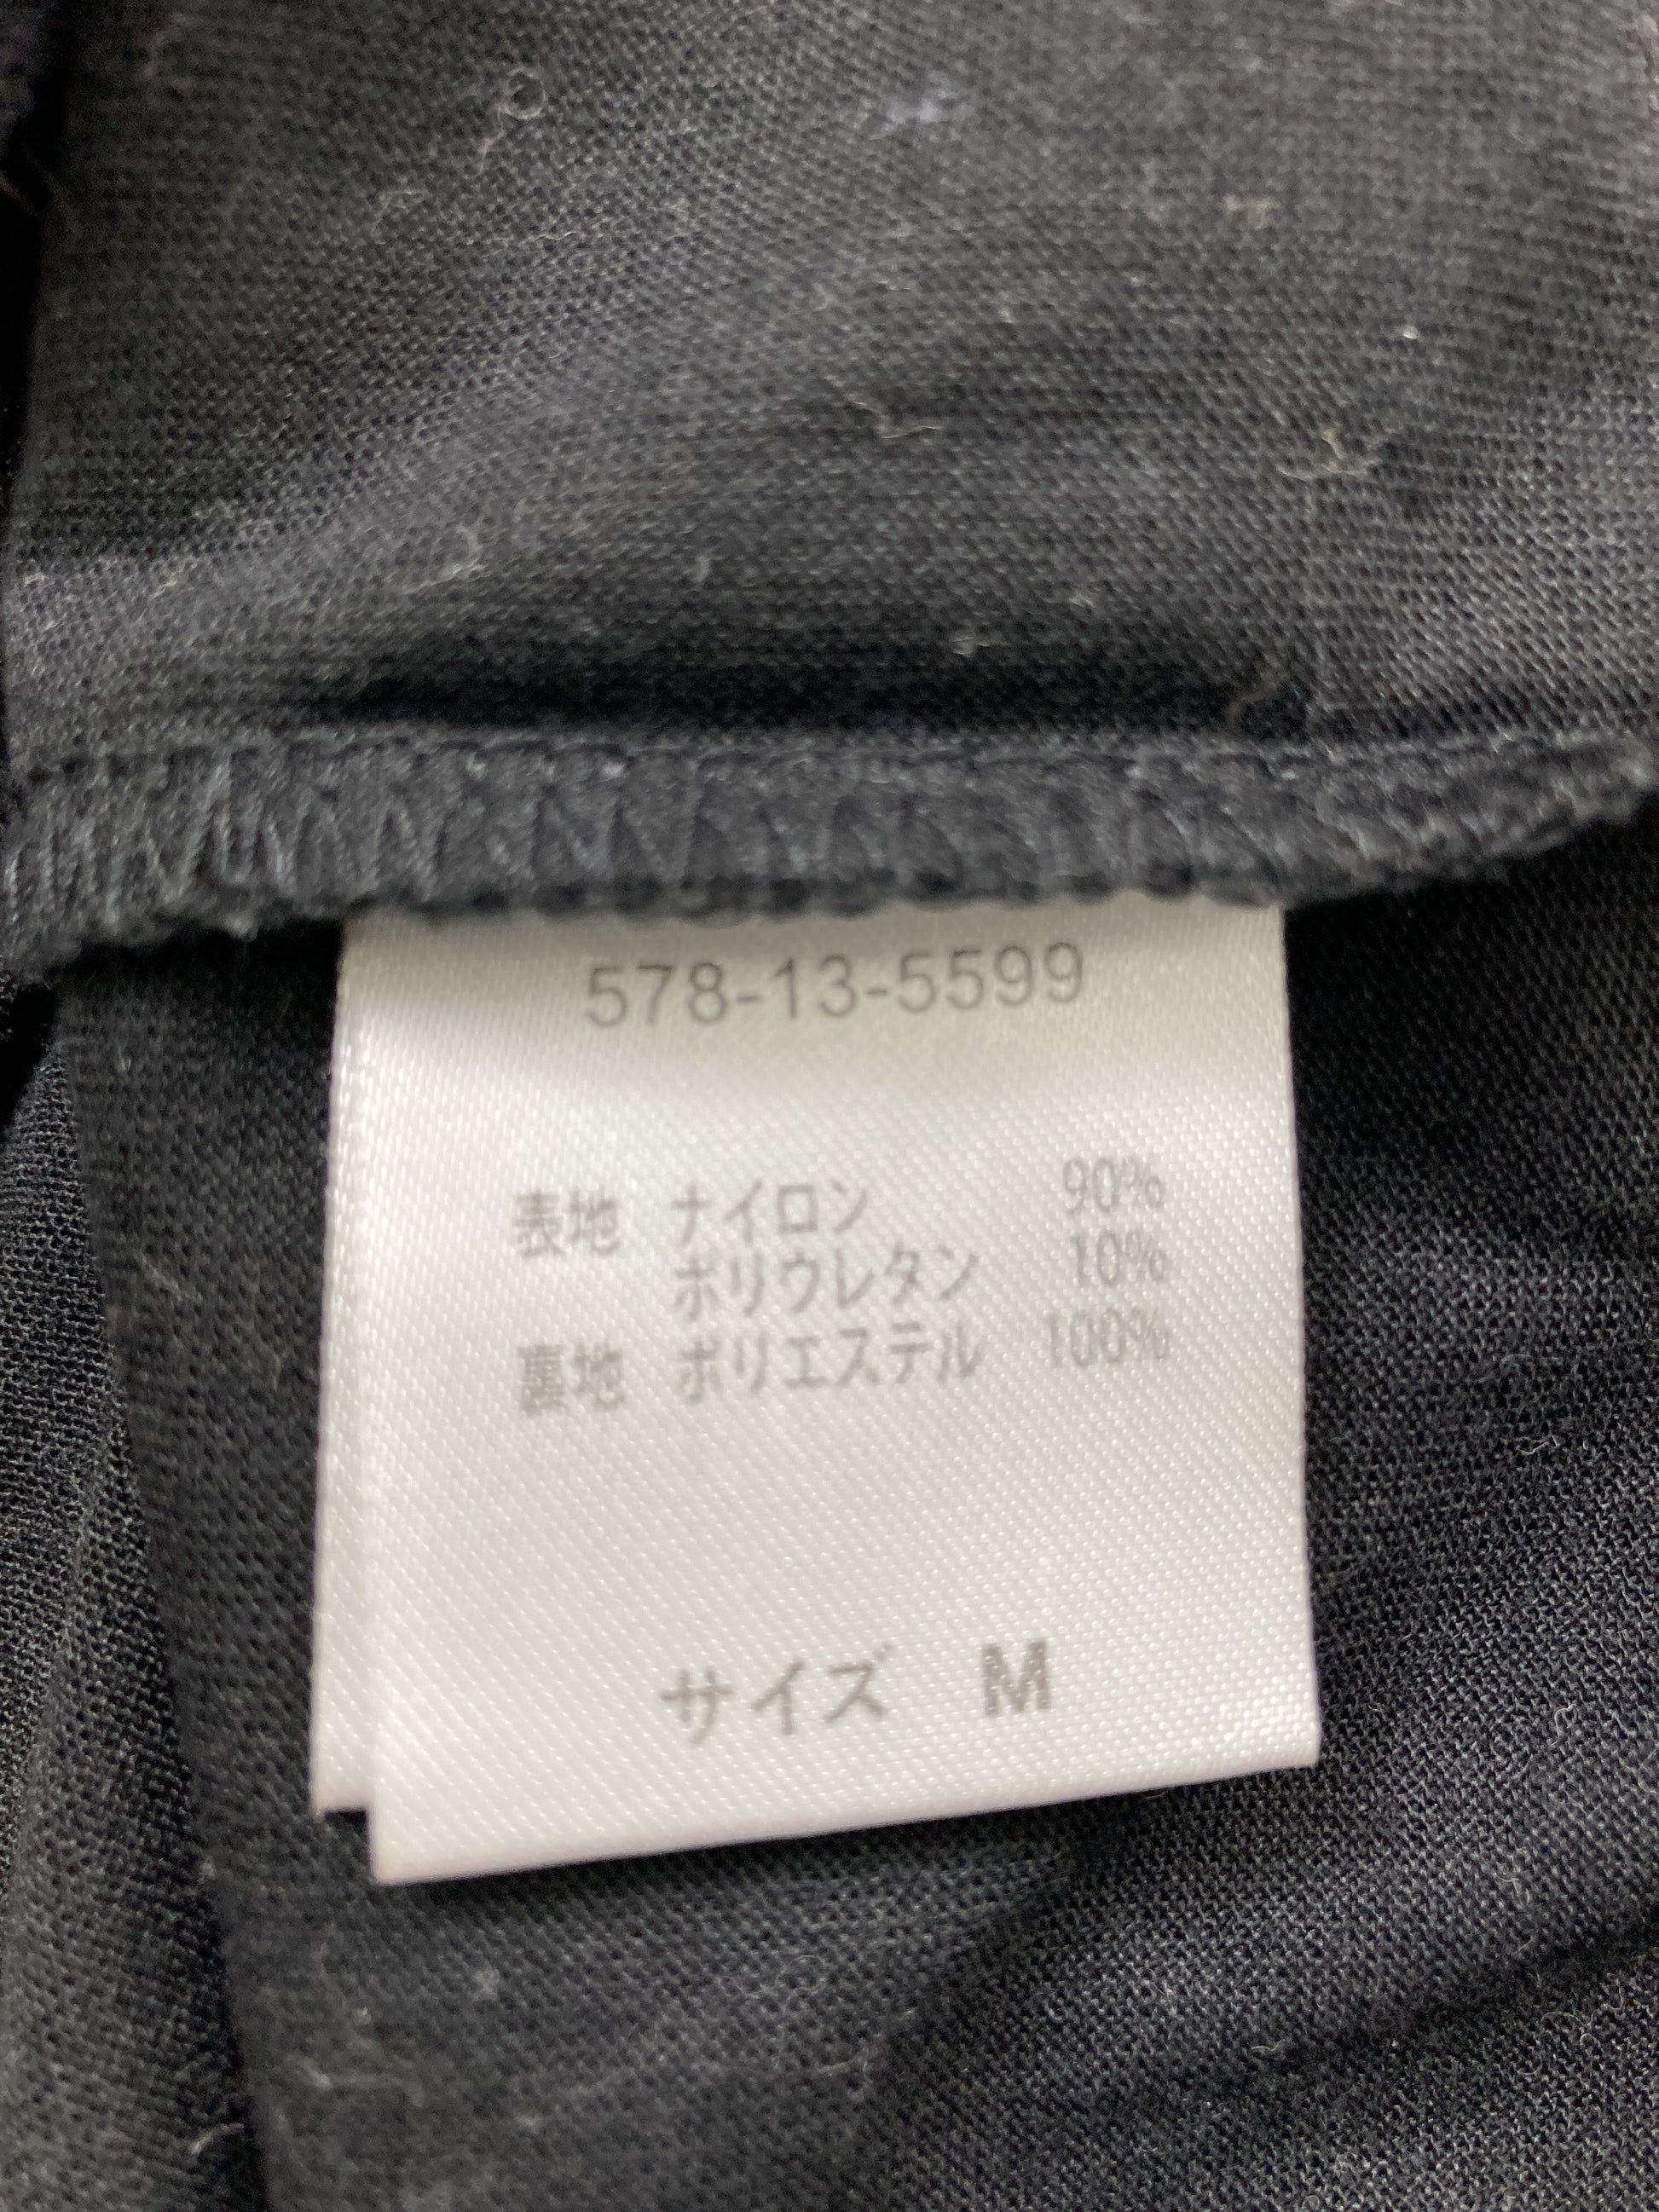 578-13-5599
表地 ナイロン 90%
ポリウレタン 10%
裏地 ポリエステル 100%
サイズ M